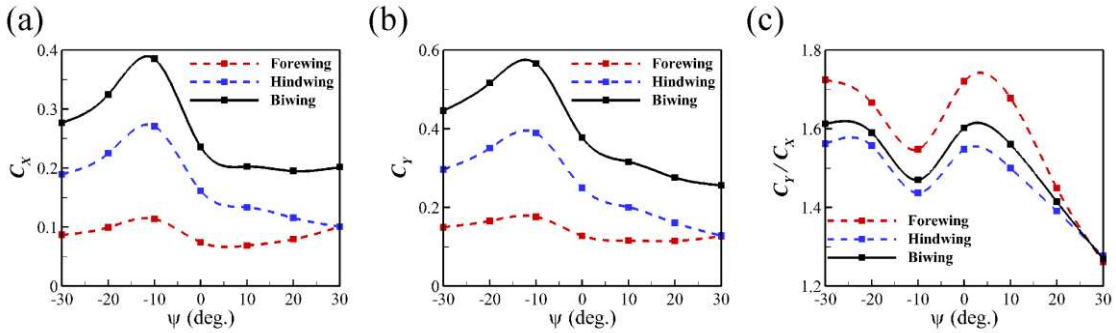 (a)
0.4
0.3
0.2
0.1
0
C_X
-30 -20 -10 0 10 20 30
ψ (deg.)
Forewing
Hindwing
Biwing
(b)
0.6
0.4
0.2
0
C_Y
-30 -20 -10 0 10 20 30
ψ (deg.)
Forewing
Hindwing
Biwing
(c)
1.8
1.6
1.4
1.2
C_Y / C_X
-30 -20 -10 0 10 20 30
ψ (deg.)
Forewing
Hindwing
Biwing